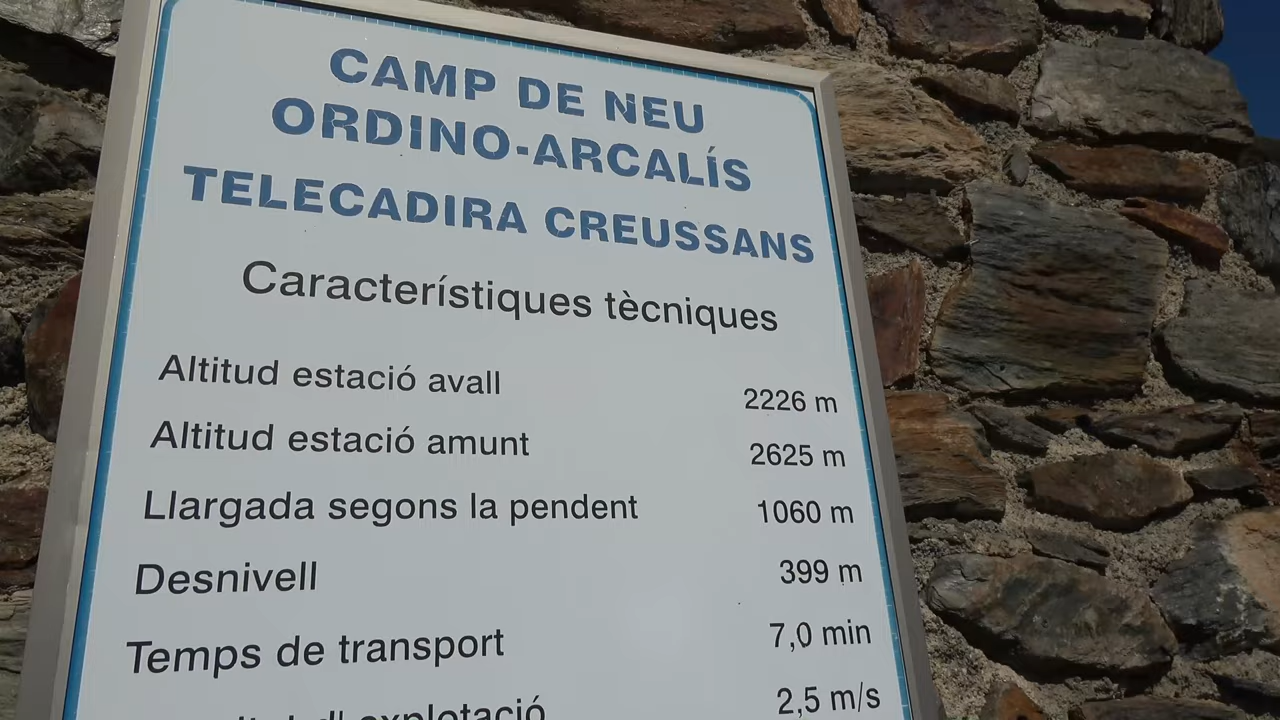 CAMP DE NEU
ORDINO-ARCALÍS
TELECADIRA CREUSSANS
Característiques tècniques
Altitud estació avall 2226 m
Altitud estació amunt 2625 m
Llargada segons la pendent 1060 m
Desnivell 399 m
Temps de transport 7,0 min
d'explotació 2,5 m/s